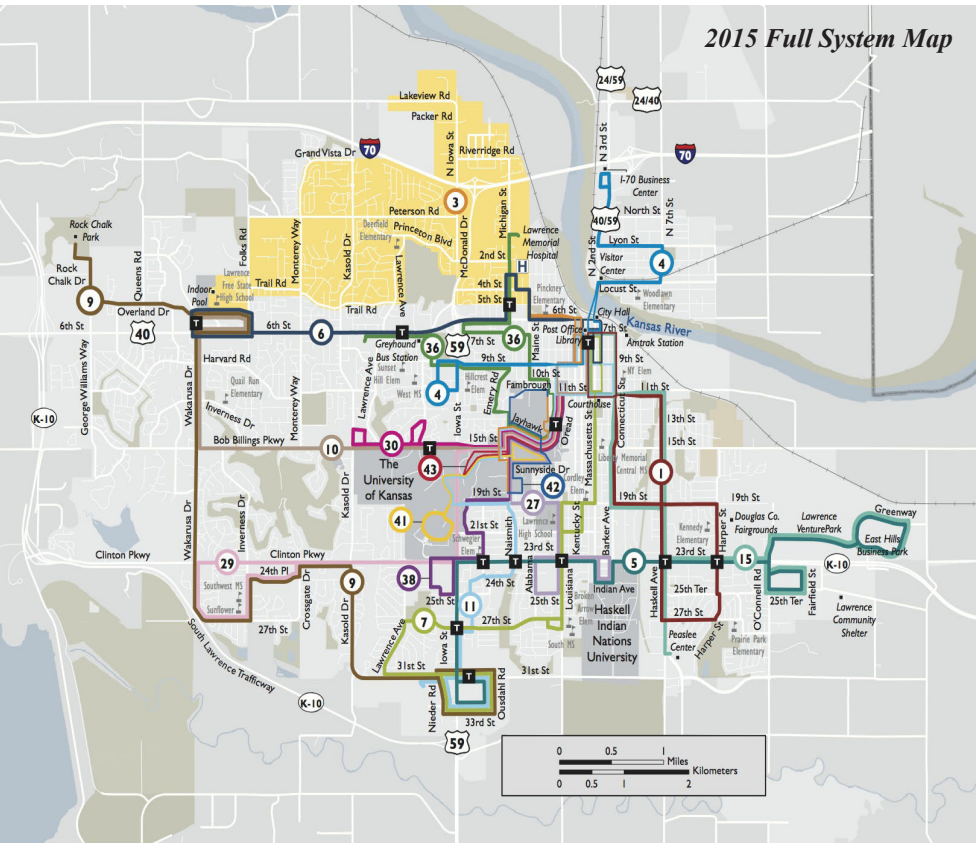 2015 Full System Map
24/59
24/40
Lakeview Rd
Packer Rd
N Iowa St
Riverridge Rd
Grand Vista Dr
70
70
N 3rd St
I-70 Business
Center
3
Michigan St
40/59
North St
N 7th St
Peterson Rd
Princeton Blvd
McDonald Dr
Deerfield
Elementary
Rock Chalk
Park
Rock
Chalk Dr
9
Queens Rd
Folks Rd
Monterey Way
Kasold Dr
Lawrence Ave
Lawrence
Memorial
Hospital
H
2nd St
N 2nd St
Lyon St
Visitor
Center
4
Locust St
Woodlawn
Elementary
Lawrence
Free State
High School
Indoor
Pool
Trail Rd
Trail Rd
4th St
5th St
Pinckney
Elementary
6th St
City Hall
Kansas River
Overland Dr
6th St
40
T
6th St
6
T
T
Greyhound
Bus Station
36
59
7th St
36
Maine St
Post Office
Library
T
7th St
Amtrak Station
Harvard Rd
9th St
9th St
NY Elem
Sunset
Hill Elem
West MS
4
Hillcrest
Elem
Emery Rd
10th St
Fambrough
11th St
11th St
Courthouse
George Williams Way
Wakarusa Dr
Quail Run
Elementary
Inverness Dr
Monterey Way
Lawrence Ave
Iowa St
Jayhawk
Oread
T
Massachusetts St
Connecticut St
13th St
15th St
K-10
Bob Billings Pkwy
10
30
T
15th St
43
Liberty Memorial
Central MS
1
The
University
of Kansas
Sunnyside Dr
42
Cordley
Elem
Kasold Dr
19th St
27
19th St
19th St
41
21st St
Schwegler
Elem
Naismith
Lawrence
High School
Kentucky St
Barker Ave
Kennedy
Elementary
Harper St
Douglas Co.
Fairgrounds
Lawrence
VenturePark
Greenway
East Hills
Business Park
Wakarusa Dr
Inverness Dr
Clinton Pkwy
Clinton Pkwy
23rd St
23rd St
29
24th Pl
9
38
T
T
T
5
T
T
15
K-10
Southwest MS
Sunflower
Crossgate Dr
Kasold Dr
24th St
25th St
11
Alabama
25th St
Louisiana
Indian Ave
Haskell Ave
25th Ter
O'Connell Rd
25th Ter
Fairfield St
27th St
Lawrence Ave
7
Iowa St
T
27th St
Broken
Arrow
Elem
South MS
Haskell
Indian
Nations
University
27th St
Harper St
Peaslee
Center
Prairie Park
Elementary
Lawrence
Community
Shelter
South Lawrence Trafficway
31st St
T
31st St
K-10
Nieder Rd
Ousdahl Rd
33rd St
59
0 0.5 1
Miles
Kilometers
0 0.5 1 2